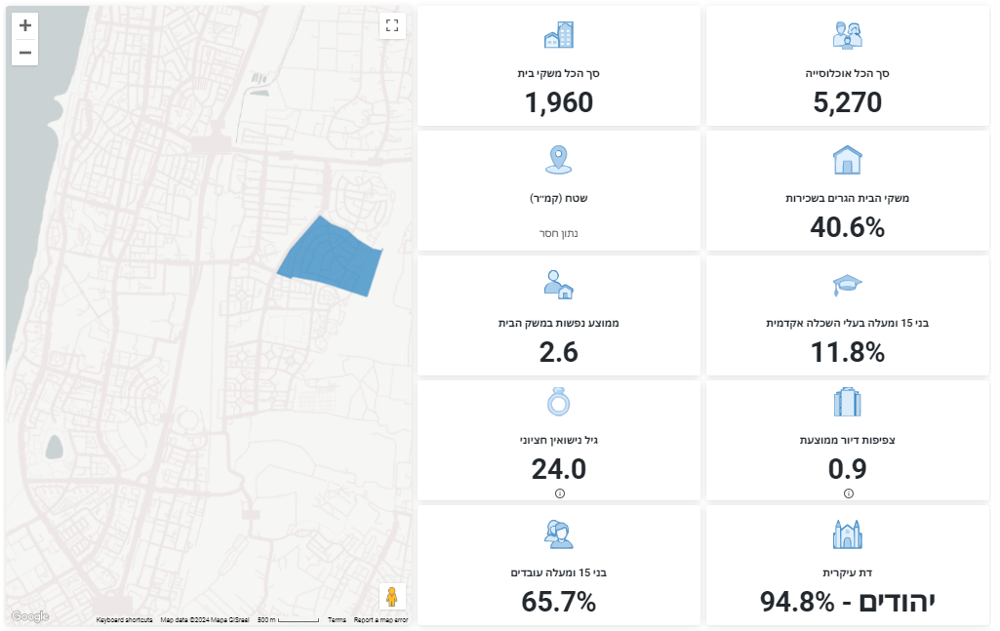 סך הכל אוכלוסייה
5,270
סך הכל משקי בית
1,960
משקי הבית הגרים בשכירות
40.6%
שטח (קמ״ר)
נתון חסר
בני 15 ומעלה בעלי השכלה אקדמית
11.8%
ממוצע נפשות במשק הבית
2.6
צפיפות דיור ממוצעת
0.9
גיל נישואין חציוני
24.0
דת עיקרית
יהודים - 94.8%
בני 15 ומעלה עובדים
65.7%
Google
Keyboard shortcuts Map data ©2024 Mapa GISrael 500 m Terms Report a map error